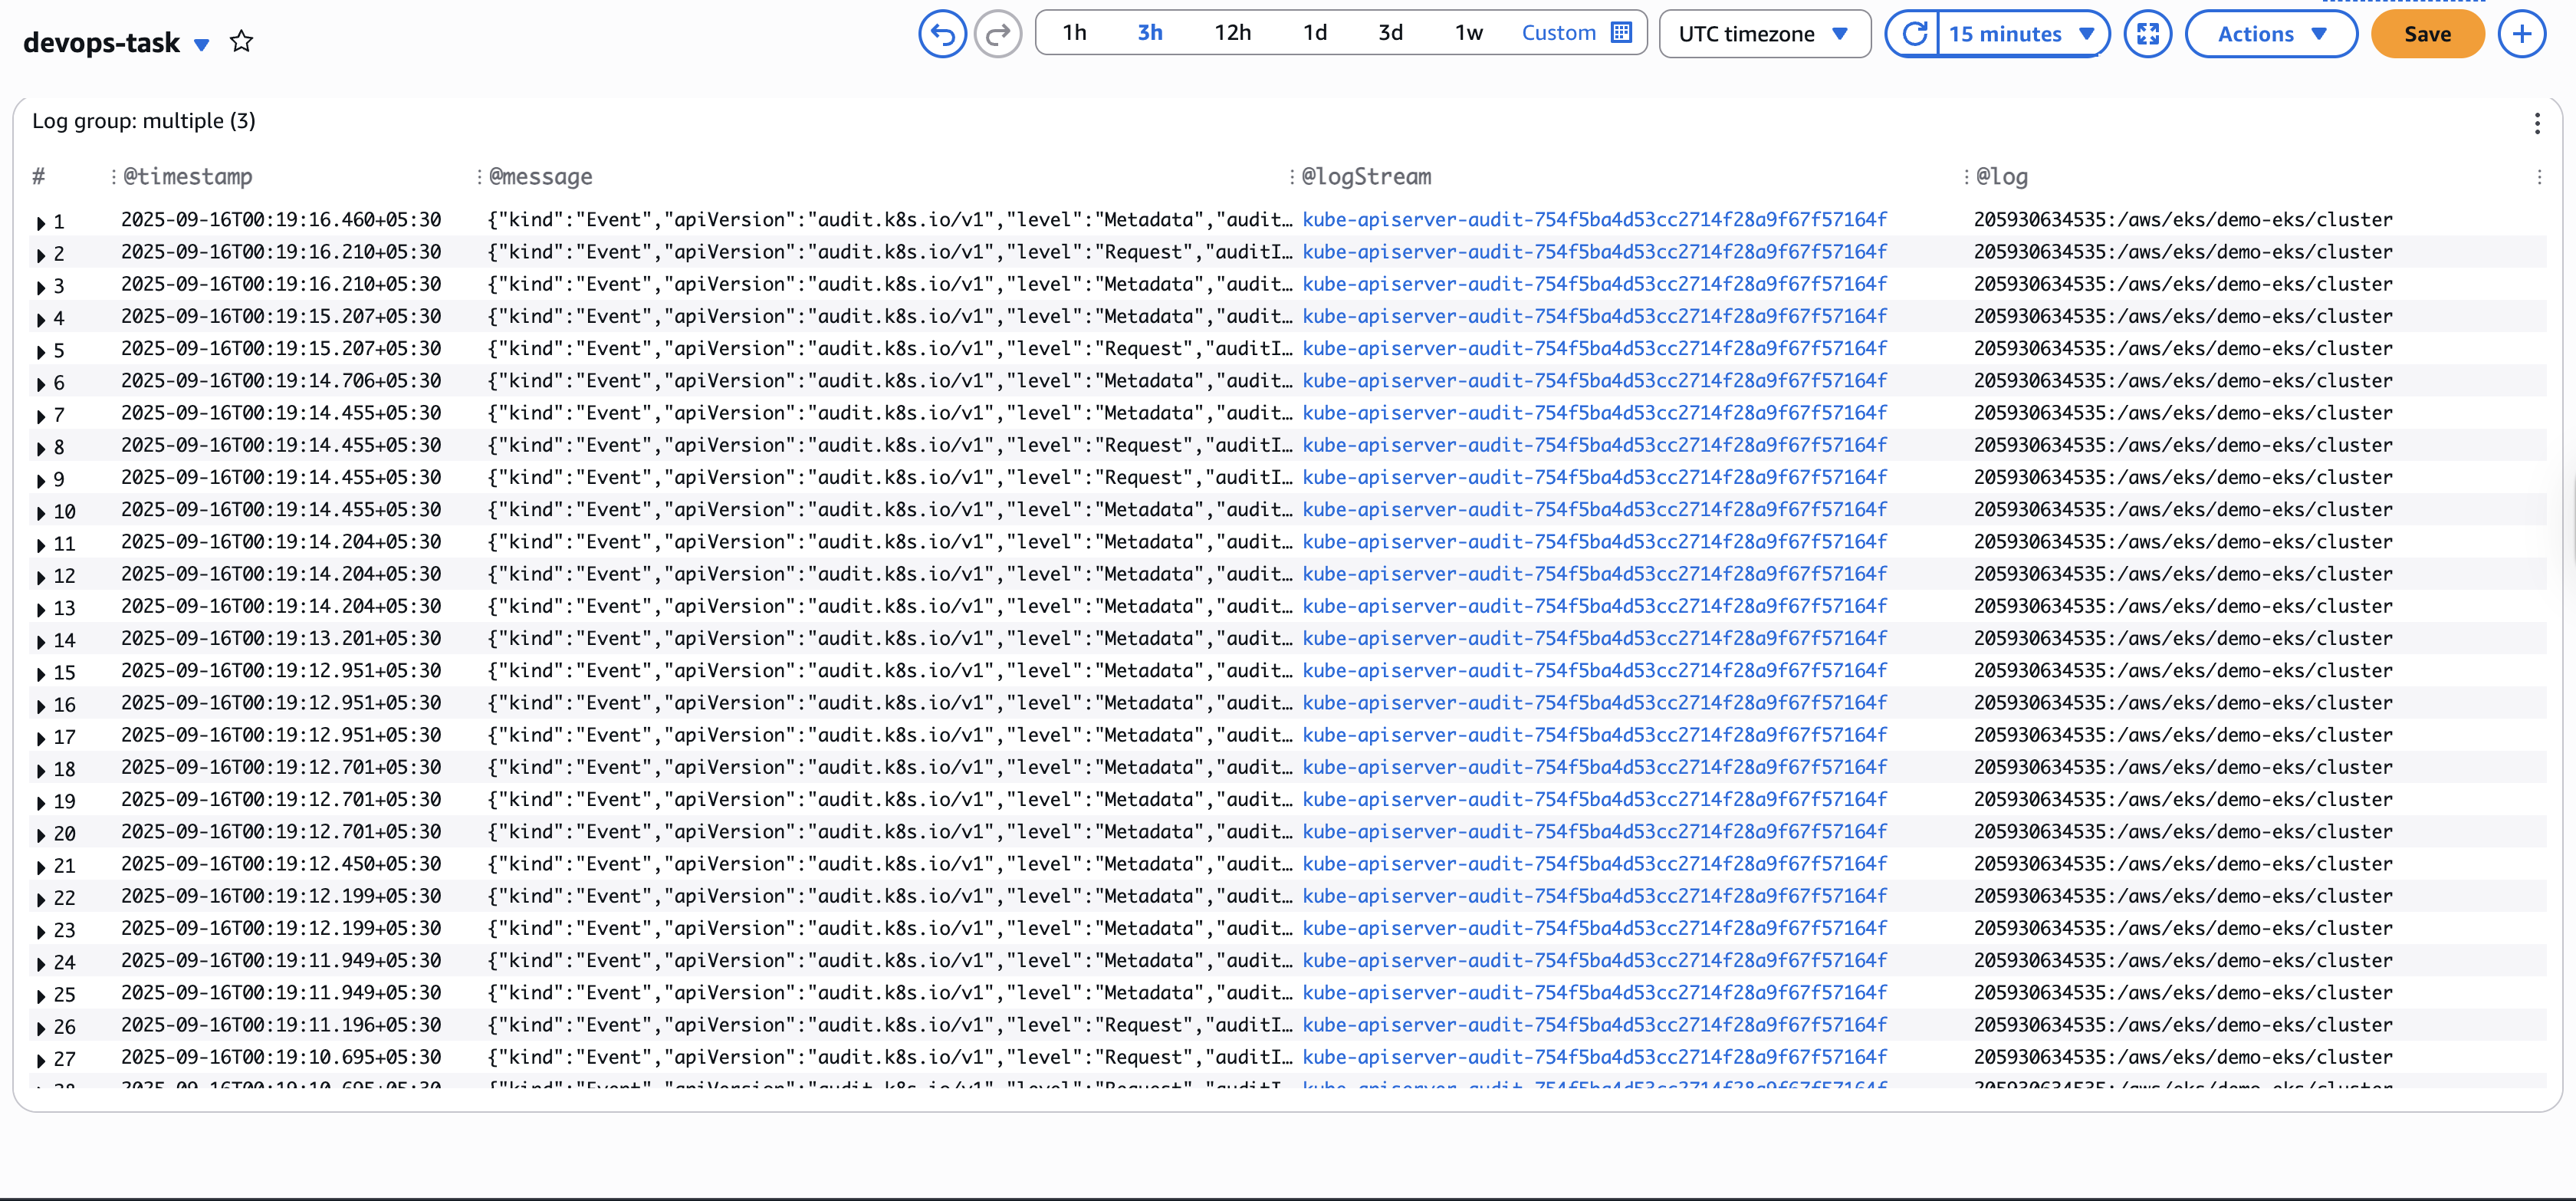 devops-task
1h 3h 12h 1d 3d 1w Custom UTC timezone 15 minutes Actions Save
Log group: multiple (3)
# @timestamp @message @logStream @log
1 2025-09-16T00:19:16.460+05:30 {"kind":"Event","apiVersion":"audit.k8s.io/v1","level":"Metadata","audit… kube-apiserver-audit-754f5ba4d53cc2714f28a9f67f57164f 205930634535:/aws/eks/demo-eks/cluster
2 2025-09-16T00:19:16.210+05:30 {"kind":"Event","apiVersion":"audit.k8s.io/v1","level":"Request","auditI… kube-apiserver-audit-754f5ba4d53cc2714f28a9f67f57164f 205930634535:/aws/eks/demo-eks/cluster
3 2025-09-16T00:19:16.210+05:30 {"kind":"Event","apiVersion":"audit.k8s.io/v1","level":"Metadata","audit… kube-apiserver-audit-754f5ba4d53cc2714f28a9f67f57164f 205930634535:/aws/eks/demo-eks/cluster
4 2025-09-16T00:19:15.207+05:30 {"kind":"Event","apiVersion":"audit.k8s.io/v1","level":"Metadata","audit… kube-apiserver-audit-754f5ba4d53cc2714f28a9f67f57164f 205930634535:/aws/eks/demo-eks/cluster
5 2025-09-16T00:19:15.207+05:30 {"kind":"Event","apiVersion":"audit.k8s.io/v1","level":"Request","auditI… kube-apiserver-audit-754f5ba4d53cc2714f28a9f67f57164f 205930634535:/aws/eks/demo-eks/cluster
6 2025-09-16T00:19:14.706+05:30 {"kind":"Event","apiVersion":"audit.k8s.io/v1","level":"Metadata","audit… kube-apiserver-audit-754f5ba4d53cc2714f28a9f67f57164f 205930634535:/aws/eks/demo-eks/cluster
7 2025-09-16T00:19:14.455+05:30 {"kind":"Event","apiVersion":"audit.k8s.io/v1","level":"Metadata","audit… kube-apiserver-audit-754f5ba4d53cc2714f28a9f67f57164f 205930634535:/aws/eks/demo-eks/cluster
8 2025-09-16T00:19:14.455+05:30 {"kind":"Event","apiVersion":"audit.k8s.io/v1","level":"Request","auditI… kube-apiserver-audit-754f5ba4d53cc2714f28a9f67f57164f 205930634535:/aws/eks/demo-eks/cluster
9 2025-09-16T00:19:14.455+05:30 {"kind":"Event","apiVersion":"audit.k8s.io/v1","level":"Request","auditI… kube-apiserver-audit-754f5ba4d53cc2714f28a9f67f57164f 205930634535:/aws/eks/demo-eks/cluster
10 2025-09-16T00:19:14.455+05:30 {"kind":"Event","apiVersion":"audit.k8s.io/v1","level":"Metadata","audit… kube-apiserver-audit-754f5ba4d53cc2714f28a9f67f57164f 205930634535:/aws/eks/demo-eks/cluster
11 2025-09-16T00:19:14.204+05:30 {"kind":"Event","apiVersion":"audit.k8s.io/v1","level":"Metadata","audit… kube-apiserver-audit-754f5ba4d53cc2714f28a9f67f57164f 205930634535:/aws/eks/demo-eks/cluster
12 2025-09-16T00:19:14.204+05:30 {"kind":"Event","apiVersion":"audit.k8s.io/v1","level":"Metadata","audit… kube-apiserver-audit-754f5ba4d53cc2714f28a9f67f57164f 205930634535:/aws/eks/demo-eks/cluster
13 2025-09-16T00:19:14.204+05:30 {"kind":"Event","apiVersion":"audit.k8s.io/v1","level":"Metadata","audit… kube-apiserver-audit-754f5ba4d53cc2714f28a9f67f57164f 205930634535:/aws/eks/demo-eks/cluster
14 2025-09-16T00:19:13.201+05:30 {"kind":"Event","apiVersion":"audit.k8s.io/v1","level":"Metadata","audit… kube-apiserver-audit-754f5ba4d53cc2714f28a9f67f57164f 205930634535:/aws/eks/demo-eks/cluster
15 2025-09-16T00:19:12.951+05:30 {"kind":"Event","apiVersion":"audit.k8s.io/v1","level":"Metadata","audit… kube-apiserver-audit-754f5ba4d53cc2714f28a9f67f57164f 205930634535:/aws/eks/demo-eks/cluster
16 2025-09-16T00:19:12.951+05:30 {"kind":"Event","apiVersion":"audit.k8s.io/v1","level":"Metadata","audit… kube-apiserver-audit-754f5ba4d53cc2714f28a9f67f57164f 205930634535:/aws/eks/demo-eks/cluster
17 2025-09-16T00:19:12.951+05:30 {"kind":"Event","apiVersion":"audit.k8s.io/v1","level":"Metadata","audit… kube-apiserver-audit-754f5ba4d53cc2714f28a9f67f57164f 205930634535:/aws/eks/demo-eks/cluster
18 2025-09-16T00:19:12.701+05:30 {"kind":"Event","apiVersion":"audit.k8s.io/v1","level":"Metadata","audit… kube-apiserver-audit-754f5ba4d53cc2714f28a9f67f57164f 205930634535:/aws/eks/demo-eks/cluster
19 2025-09-16T00:19:12.701+05:30 {"kind":"Event","apiVersion":"audit.k8s.io/v1","level":"Metadata","audit… kube-apiserver-audit-754f5ba4d53cc2714f28a9f67f57164f 205930634535:/aws/eks/demo-eks/cluster
20 2025-09-16T00:19:12.701+05:30 {"kind":"Event","apiVersion":"audit.k8s.io/v1","level":"Metadata","audit… kube-apiserver-audit-754f5ba4d53cc2714f28a9f67f57164f 205930634535:/aws/eks/demo-eks/cluster
21 2025-09-16T00:19:12.450+05:30 {"kind":"Event","apiVersion":"audit.k8s.io/v1","level":"Metadata","audit… kube-apiserver-audit-754f5ba4d53cc2714f28a9f67f57164f 205930634535:/aws/eks/demo-eks/cluster
22 2025-09-16T00:19:12.199+05:30 {"kind":"Event","apiVersion":"audit.k8s.io/v1","level":"Metadata","audit… kube-apiserver-audit-754f5ba4d53cc2714f28a9f67f57164f 205930634535:/aws/eks/demo-eks/cluster
23 2025-09-16T00:19:12.199+05:30 {"kind":"Event","apiVersion":"audit.k8s.io/v1","level":"Metadata","audit… kube-apiserver-audit-754f5ba4d53cc2714f28a9f67f57164f 205930634535:/aws/eks/demo-eks/cluster
24 2025-09-16T00:19:11.949+05:30 {"kind":"Event","apiVersion":"audit.k8s.io/v1","level":"Metadata","audit… kube-apiserver-audit-754f5ba4d53cc2714f28a9f67f57164f 205930634535:/aws/eks/demo-eks/cluster
25 2025-09-16T00:19:11.949+05:30 {"kind":"Event","apiVersion":"audit.k8s.io/v1","level":"Metadata","audit… kube-apiserver-audit-754f5ba4d53cc2714f28a9f67f57164f 205930634535:/aws/eks/demo-eks/cluster
26 2025-09-16T00:19:11.196+05:30 {"kind":"Event","apiVersion":"audit.k8s.io/v1","level":"Request","auditI… kube-apiserver-audit-754f5ba4d53cc2714f28a9f67f57164f 205930634535:/aws/eks/demo-eks/cluster
27 2025-09-16T00:19:10.695+05:30 {"kind":"Event","apiVersion":"audit.k8s.io/v1","level":"Request","auditI… kube-apiserver-audit-754f5ba4d53cc2714f28a9f67f57164f 205930634535:/aws/eks/demo-eks/cluster